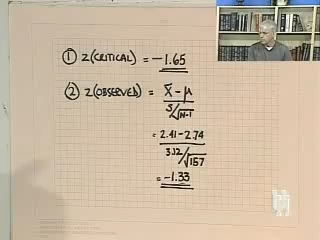 ① Z (CRITICAL) = -1.65
② Z (OBSERVED) = x̄ - μ
S/√N-1
= 2.41 - 2.74
3.12/√157
= -1.33